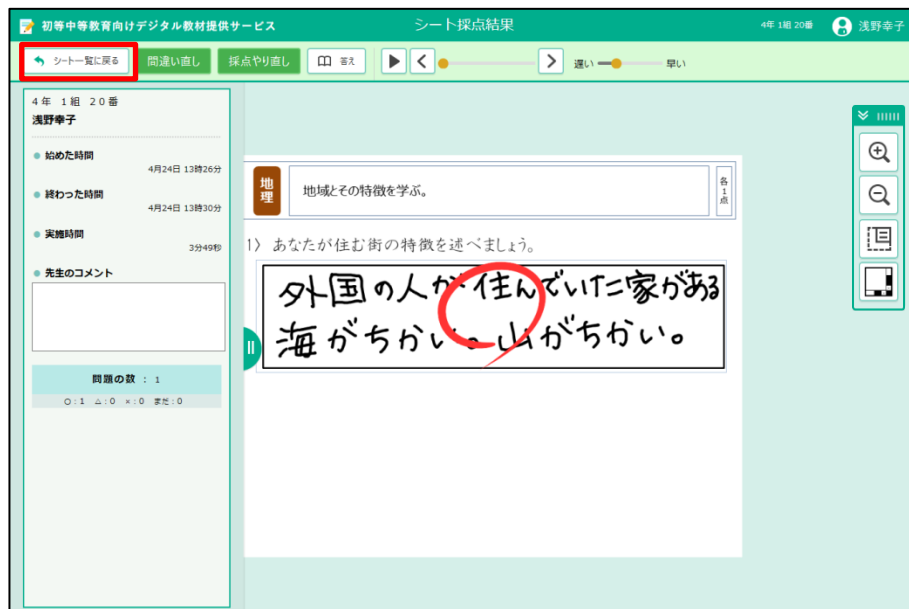 初等中等教育向けデジタル教材提供サービス
シート採点結果
4年 1組 20番
浅野幸子
シート一覧に戻る
間違い直し
採点やり直し
答え
遅い
早い
4年 1組 20番
浅野幸子
始めた時間
4月24日 13時26分
終わった時間
4月24日 13時30分
実施時間
3分49秒
先生のコメント
問題の数 : 1
○:1 △:0 ×:0 まだ:0
地理
地域とその特徴を学ぶ。
各1点
1〉あなたが住む街の特徴を述べましょう。
外国の人が住んでいた家がある
海がちかい。山がちかい。